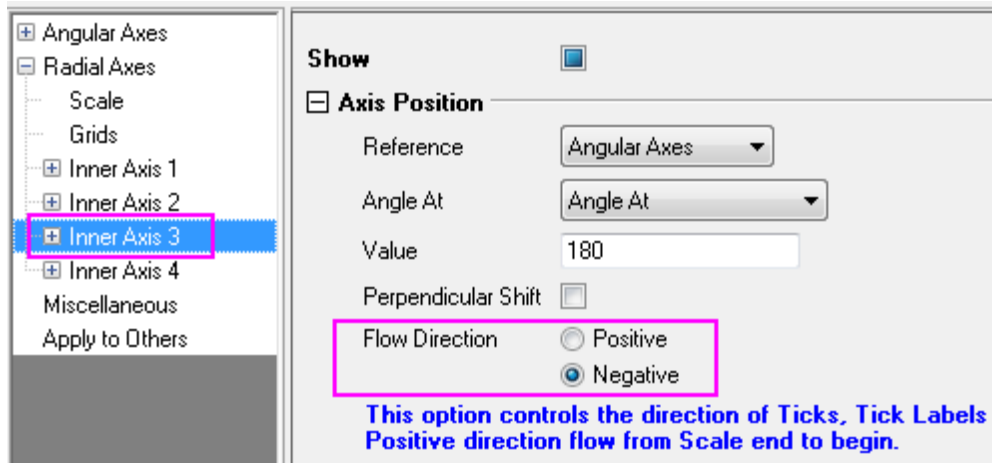 Angular Axes
Radial Axes
Scale
Grids
Inner Axis 1
Inner Axis 2
Inner Axis 3
Inner Axis 4
Miscellaneous
Apply to Others
Show
Axis Position
Reference Angular Axes
Angle At Angle At
Value 180
Perpendicular Shift
Flow Direction Positive
Negative
This option controls the direction of Ticks, Tick Labels
Positive direction flow from Scale end to begin.